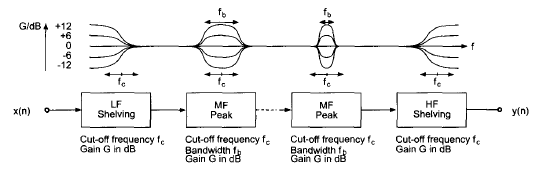 G/dB
+12
+6
0
-6
-12
f_b
f_b
f
f_c
f_c
f_c
f_c
x(n)
LF Shelving
MF Peak
MF Peak
HF Shelving
y(n)
Cut-off frequency f_c
Gain G in dB
Cut-off frequency f_c
Bandwidth f_b
Gain G in dB
Cut-off frequency f_c
Bandwidth f_b
Gain G in dB
Cut-off frequency f_c
Gain G in dB